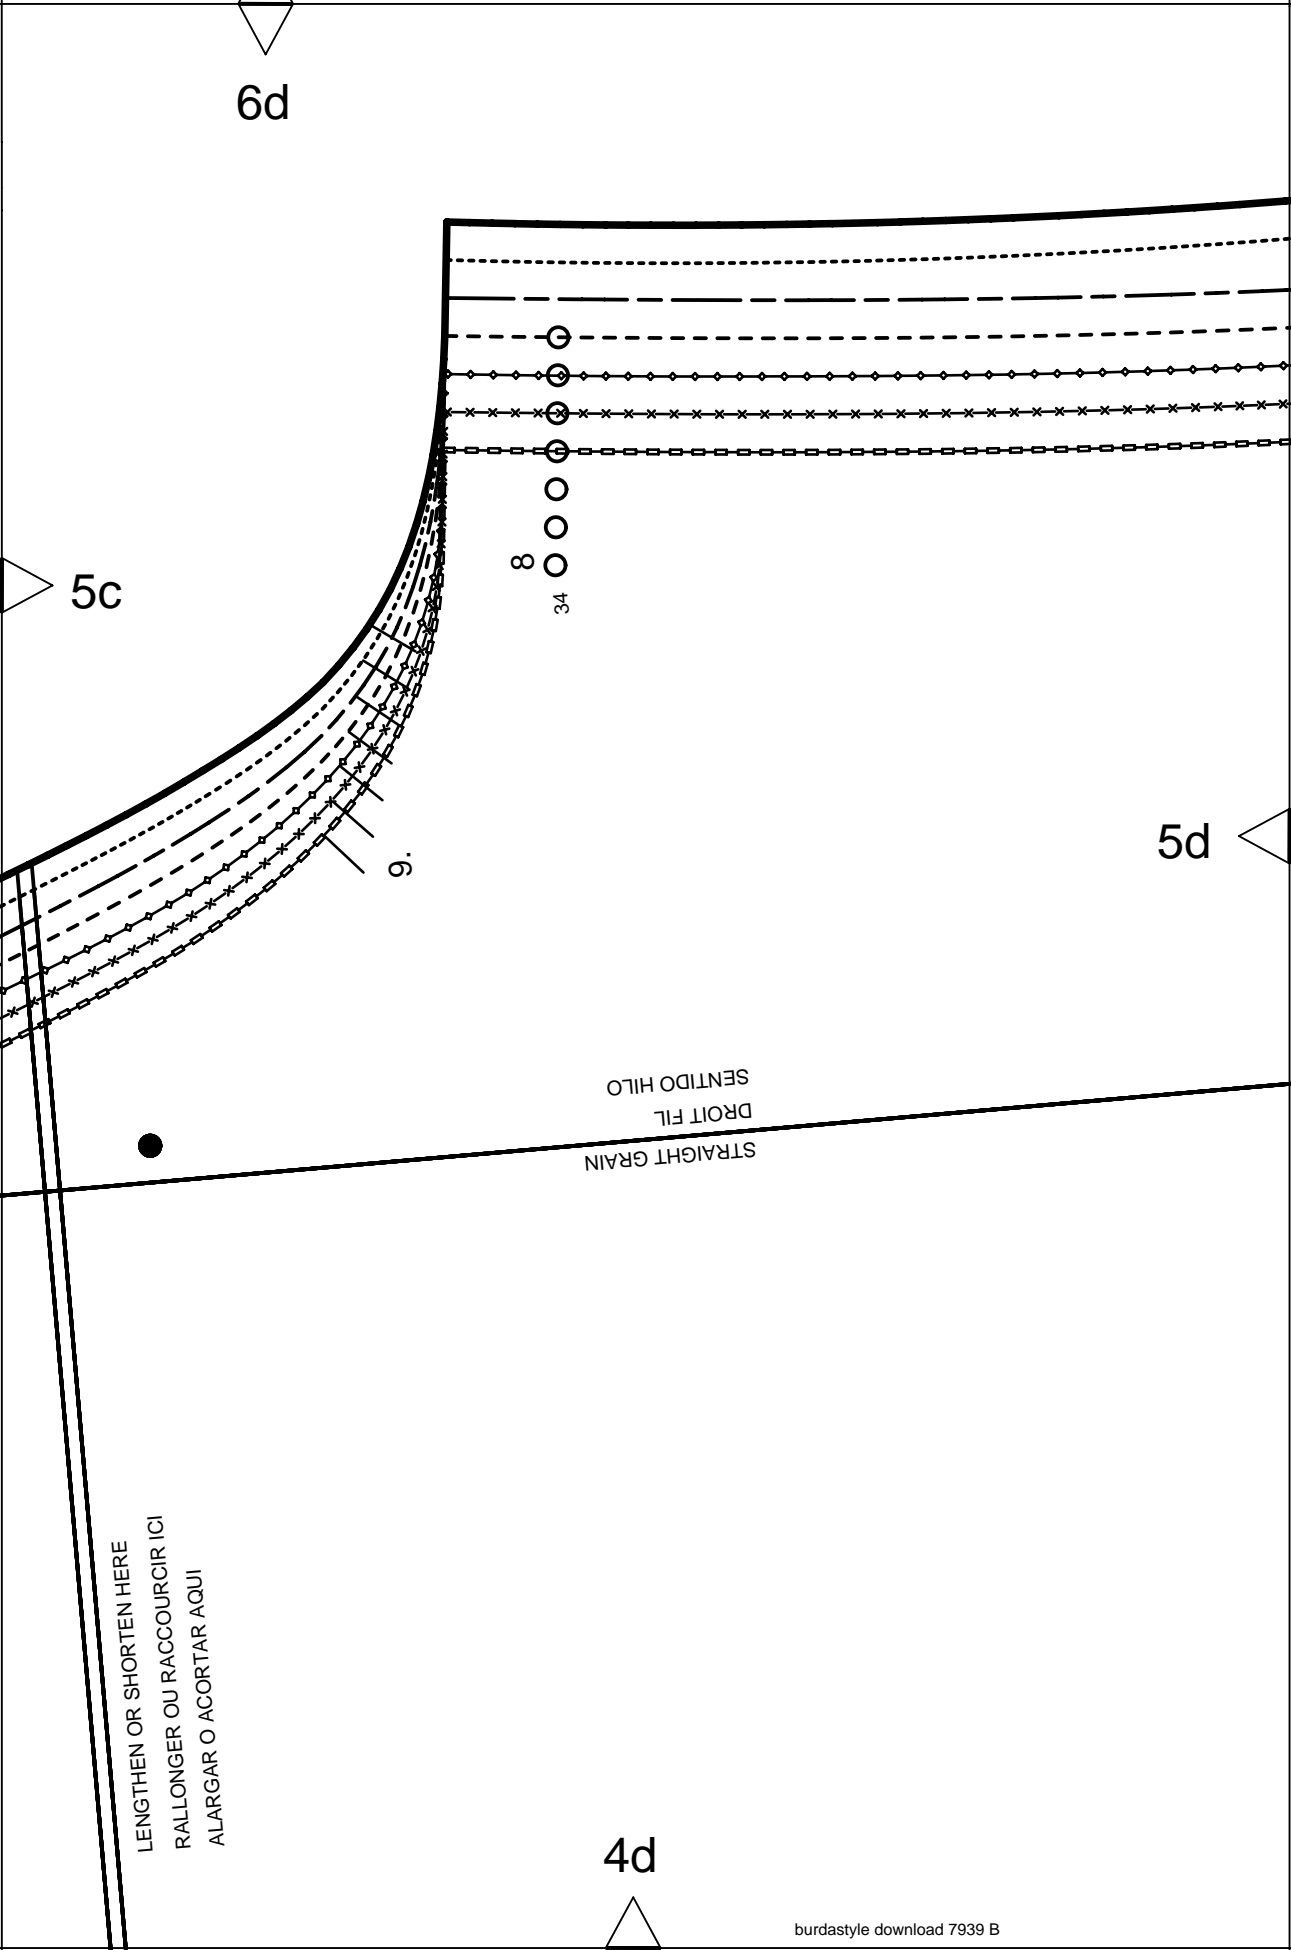 6d
5c
8
34
9.
5d
SENTIDO HILO
DROIT FIL
STRAIGHT GRAIN
LENGTHEN OR SHORTEN HERE
RALLONGER OU RACCOURCIR ICI
ALARGAR O ACORTAR AQUI
4d
burdastyle download 7939 B